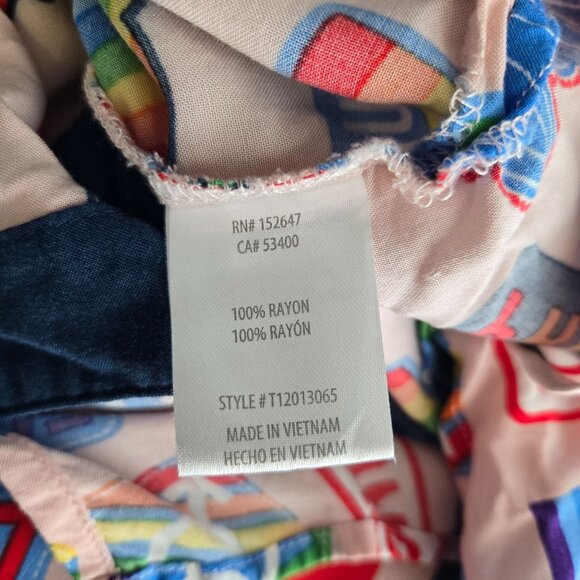 RN# 152647
CA# 53400
100% RAYON
100% RAYÓN
STYLE # T12013065
MADE IN VIETNAM
HECHO EN VIETNAM